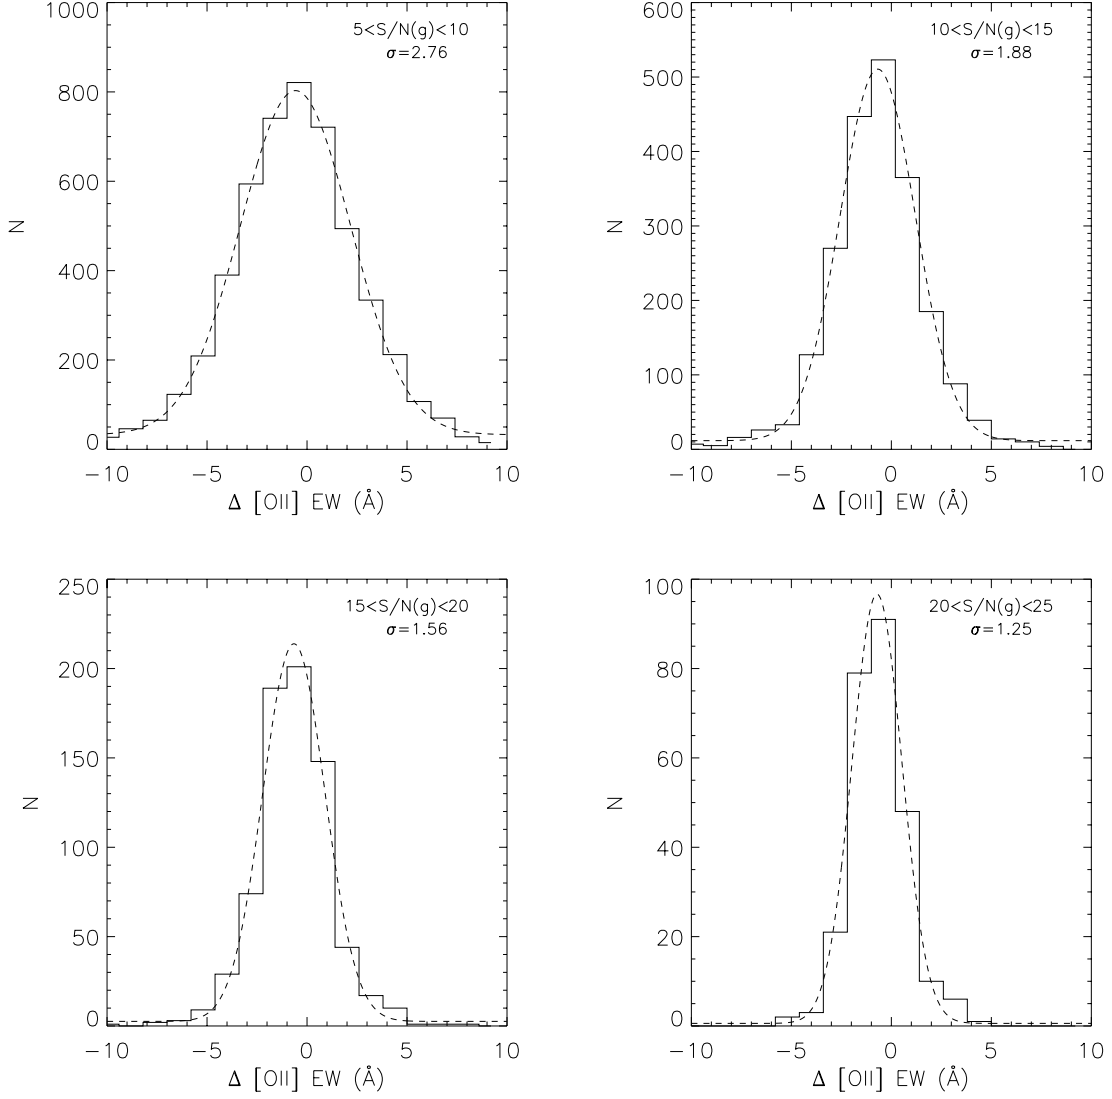 1000
800
600
400
200
0
N
5<S/N(g)<10
σ=2.76
−10 −5 0 5 10
Δ [OII] EW (Å)
600
500
400
300
200
100
0
N
10<S/N(g)<15
σ=1.88
−10 −5 0 5 10
Δ [OII] EW (Å)
250
200
150
100
50
0
N
15<S/N(g)<20
σ=1.56
−10 −5 0 5 10
Δ [OII] EW (Å)
100
80
60
40
20
0
N
20<S/N(g)<25
σ=1.25
−10 −5 0 5 10
Δ [OII] EW (Å)